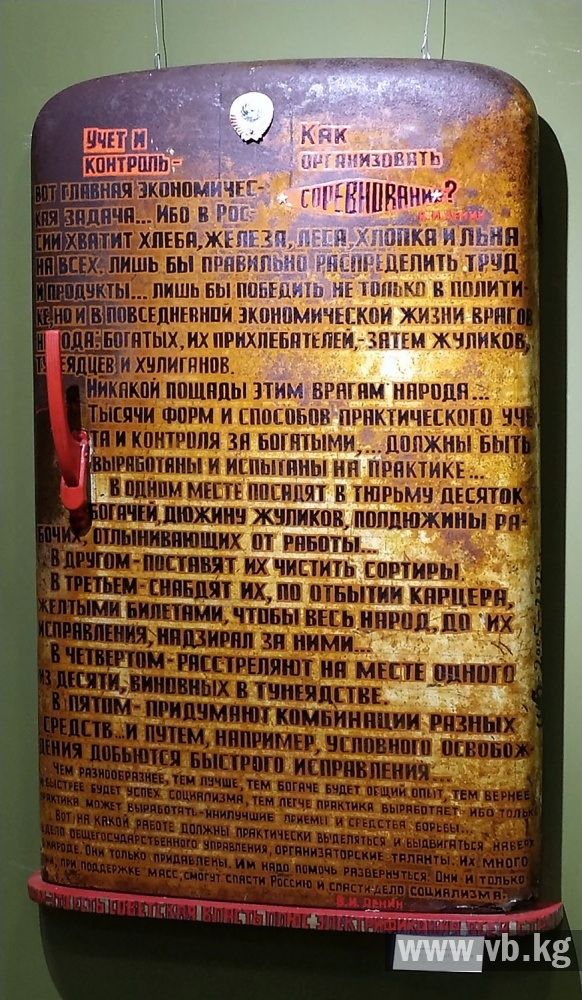 УЧЕТ И
КОНТРОЛЬ-
КАК
ОРГАНИЗОВАТЬ
СОРЕВНОВАНИЕ?
В.И. ЛЕНИН
ВОТ ГЛАВНАЯ ЭКОНОМИЧЕС-
КАЯ ЗАДАЧА... ИБО В РОС-
СИИ ХВАТИТ ХЛЕБА, ЖЕЛЕЗА, ЛЕСА, ХЛОПКА И ЛЬНА
НА ВСЕХ. ЛИШЬ БЫ ПРАВИЛЬНО РАСПРЕДЕЛИТЬ ТРУД
И ПРОДУКТЫ... ЛИШЬ БЫ ПОБЕДИТЬ НЕ ТОЛЬКО В ПОЛИТИ-
КЕ, НО И В ПОВСЕДНЕВНОЙ ЭКОНОМИЧЕСКОЙ ЖИЗНИ ВРАГОВ
НАРОДА: БОГАТЫХ, ИХ ПРИХЛЕБАТЕЛЕЙ,- ЗАТЕМ ЖУЛИКОВ,
ТУНЕЯДЦЕВ И ХУЛИГАНОВ.
НИКАКОЙ ПОЩАДЫ ЭТИМ ВРАГАМ НАРОДА...
ТЫСЯЧИ ФОРМ И СПОСОБОВ ПРАКТИЧЕСКОГО УЧЕ-
ТА И КОНТРОЛЯ ЗА БОГАТЫМИ,... ДОЛЖНЫ БЫТЬ
ВЫРАБОТАНЫ И ИСПЫТАНЫ НА ПРАКТИКЕ...
В ОДНОМ МЕСТЕ ПОСАДЯТ В ТЮРЬМУ ДЕСЯТОК
БОГАЧЕЙ, ДЮЖИНУ ЖУЛИКОВ, ПОЛДЮЖИНЫ РА-
БОЧИХ, ОТЛЫНИВАЮЩИХ ОТ РАБОТЫ...
В ДРУГОМ- ПОСТАВЯТ ИХ ЧИСТИТЬ СОРТИРЫ.
В ТРЕТЬЕМ- СНАБДЯТ ИХ, ПО ОТБЫТИИ КАРЦЕРА,
ЖЕЛТЫМИ БИЛЕТАМИ, ЧТОБЫ ВЕСЬ НАРОД, ДО ИХ
ИСПРАВЛЕНИЯ, НАДЗИРАЛ ЗА НИМИ...
В ЧЕТВЕРТОМ- РАССТРЕЛЯЮТ НА МЕСТЕ ОДНОГО
ИЗ ДЕСЯТИ, ВИНОВНЫХ В ТУНЕЯДСТВЕ.
В ПЯТОМ- ПРИДУМАЮТ КОМБИНАЦИИ РАЗНЫХ
СРЕДСТВ... И ПУТЕМ, НАПРИМЕР, УСЛОВНОГО ОСВОБОЖ-
ДЕНИЯ ДОБЬЮТСЯ БЫСТРОГО ИСПРАВЛЕНИЯ...
ЧЕМ РАЗНООБРАЗНЕЕ, ТЕМ ЛУЧШЕ, ТЕМ БОГАЧЕ БУДЕТ ОБЩИЙ ОПЫТ, ТЕМ ВЕРНЕЕ
И БЫСТРЕЕ БУДЕТ УСПЕХ СОЦИАЛИЗМА, ТЕМ ЛЕГЧЕ ПРАКТИКА ВЫРАБОТАЕТ- ИБО ТОЛЬКО
ПРАКТИКА МОЖЕТ ВЫРАБОТАТЬ- НАИЛУЧШИЕ ПРИЕМЫ И СРЕДСТВА БОРЬБЫ.
ВОТ НА КАКОЙ РАБОТЕ ДОЛЖНЫ ПРАКТИЧЕСКИ ВЫДЕЛИТЬСЯ И ВЫДВИГАТЬСЯ НАВЕРХ
В ДЕЛО ОБЩЕГОСУДАРСТВЕННОГО УПРАВЛЕНИЯ, ОРГАНИЗАТОРСКИЕ ТАЛАНТЫ. ИХ МНОГО
В НАРОДЕ. ОНИ ТОЛЬКО ПРИДАВЛЕНЫ. ИМ НАДО ПОМОЧЬ РАЗВЕРНУТЬСЯ. ОНИ И ТОЛЬКО
ОНИ, ПРИ ПОДДЕРЖКЕ МАСС, СМОГУТ СПАСТИ РОССИЮ И СПАСТИ ДЕЛО СОЦИАЛИЗМА.
В.И. ЛЕНИН
ЕСТЬ СОВЕТСКАЯ ВЛАСТЬ ПЛЮС ЭЛЕКТРИФИКАЦИЯ ВСЕЙ
www.vb.kg